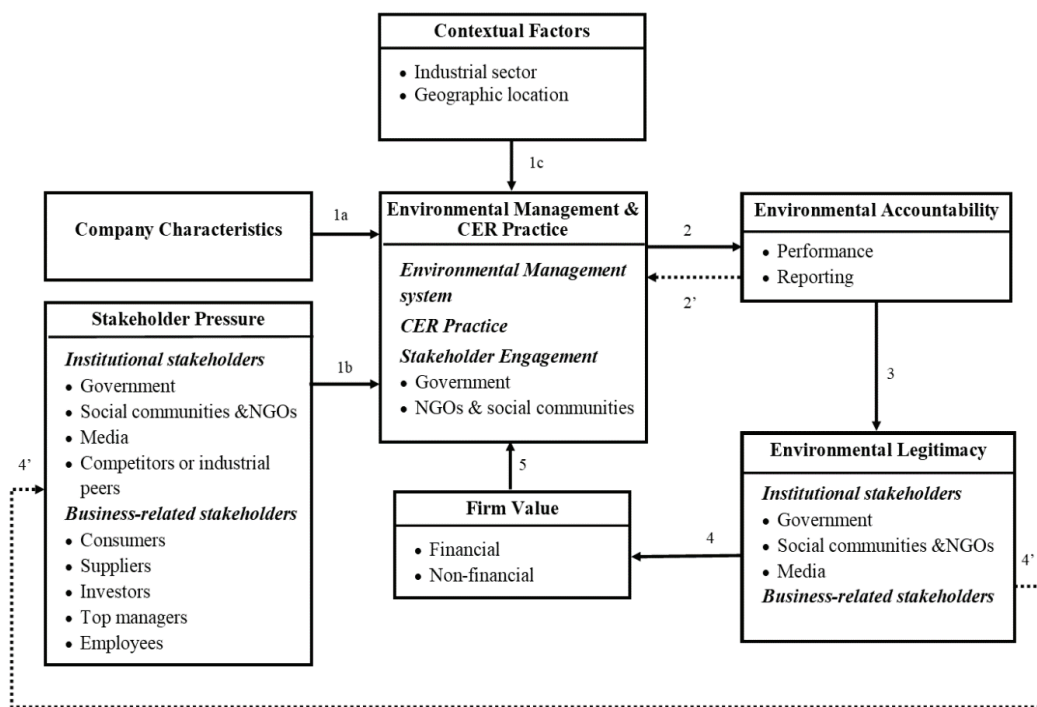 Contextual Factors
• Industrial sector
• Geographic location
1c
Company Characteristics
1a
Environmental Management &
CER Practice
Environmental Management
system
CER Practice
Stakeholder Engagement
• Government
• NGOs & social communities
2
2’
Environmental Accountability
• Performance
• Reporting
Stakeholder Pressure
Institutional stakeholders
• Government
• Social communities &NGOs
• Media
• Competitors or industrial
peers
Business-related stakeholders
• Consumers
• Suppliers
• Investors
• Top managers
• Employees
1b
4’
3
5
Firm Value
• Financial
• Non-financial
4
Environmental Legitimacy
Institutional stakeholders
• Government
• Social communities &NGOs
• Media
Business-related stakeholders
4’